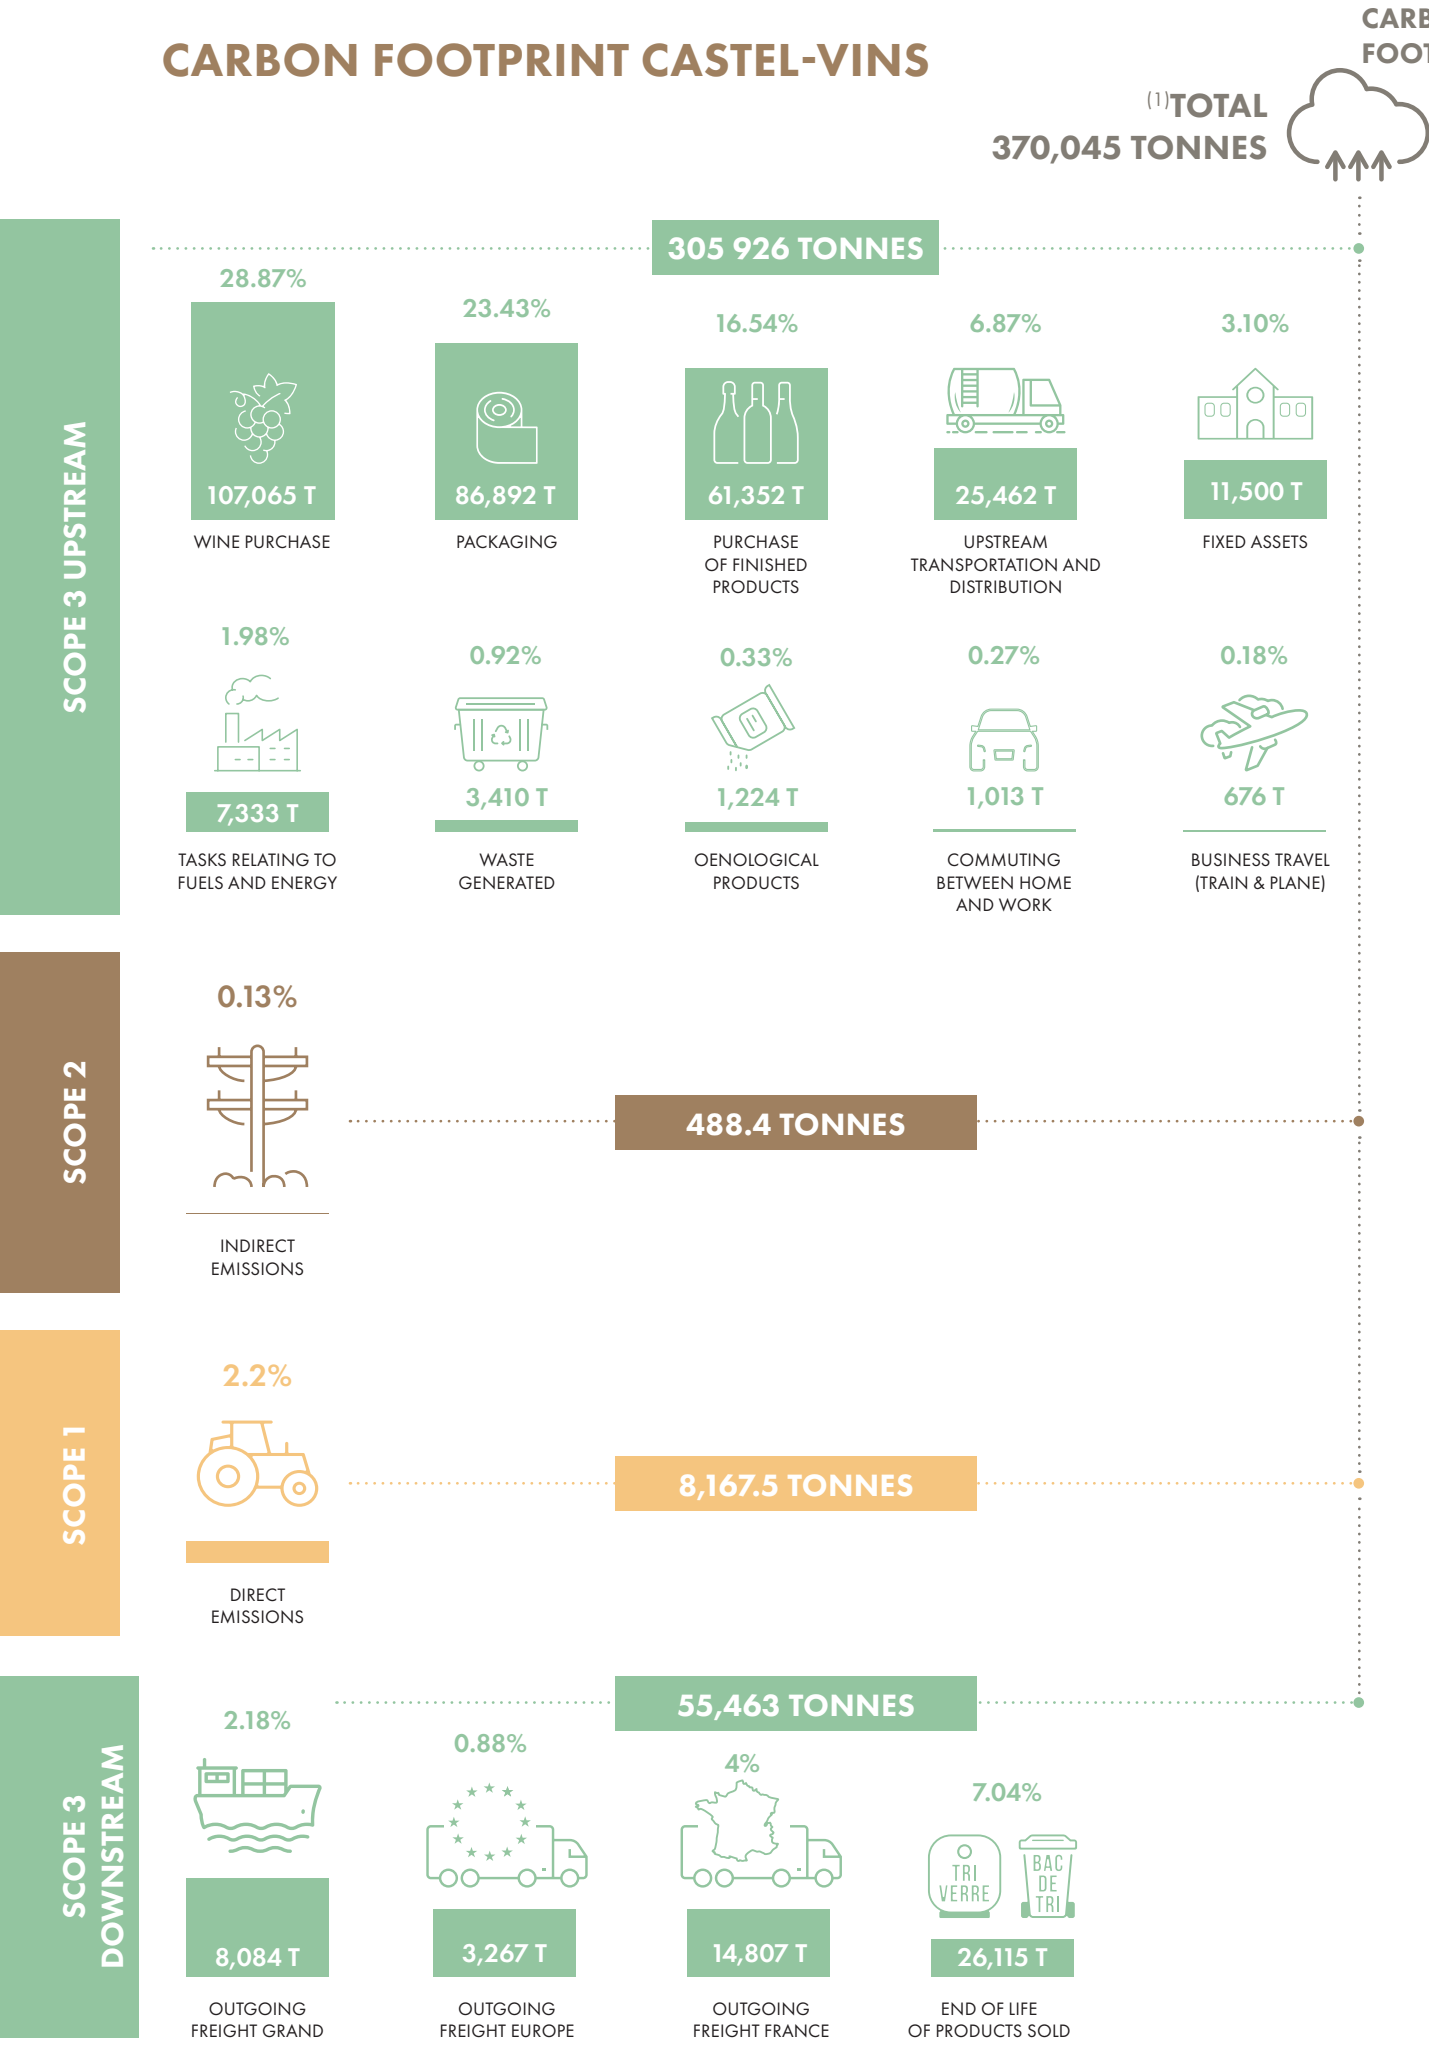 CARBON FOOTPRINT CASTEL-VINS
(1)TOTAL
370,045 TONNES
SCOPE 3 UPSTREAM
305 926 TONNES
28.87%
23.43%
16.54%
6.87%
3.10%
107,065 T
86,892 T
61,352 T
25,462 T
11,500 T
WINE PURCHASE
PACKAGING
PURCHASE
OF FINISHED
PRODUCTS
UPSTREAM
TRANSPORTATION AND
DISTRIBUTION
FIXED ASSETS
1.98%
0.92%
0.33%
0.27%
0.18%
7,333 T
3,410 T
1,224 T
1,013 T
676 T
TASKS RELATING TO
FUELS AND ENERGY
WASTE
GENERATED
OENOLOGICAL
PRODUCTS
COMMUTING
BETWEEN HOME
AND WORK
BUSINESS TRAVEL
(TRAIN & PLANE)
SCOPE 2
0.13%
488.4 TONNES
INDIRECT
EMISSIONS
SCOPE 1
2.2%
8,167.5 TONNES
DIRECT
EMISSIONS
SCOPE 3
DOWNSTREAM
55,463 TONNES
2.18%
0.88%
4%
7.04%
TRI
VERRE
BAC
DE
TRI
8,084 T
3,267 T
14,807 T
26,115 T
OUTGOING
FREIGHT GRAND
OUTGOING
FREIGHT EUROPE
OUTGOING
FREIGHT FRANCE
END OF LIFE
OF PRODUCTS SOLD